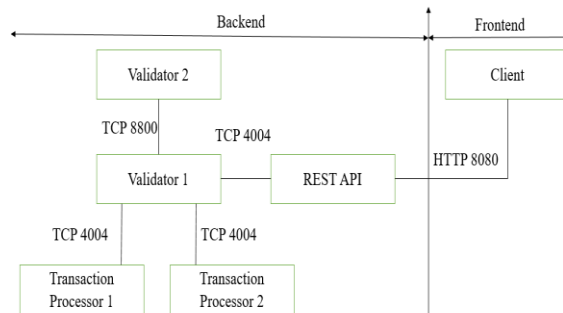 Backend
Frontend
Validator 2
Client
TCP 8800
TCP 4004
HTTP 8080
Validator 1
REST API
TCP 4004
TCP 4004
Transaction
Processor 1
Transaction
Processor 2